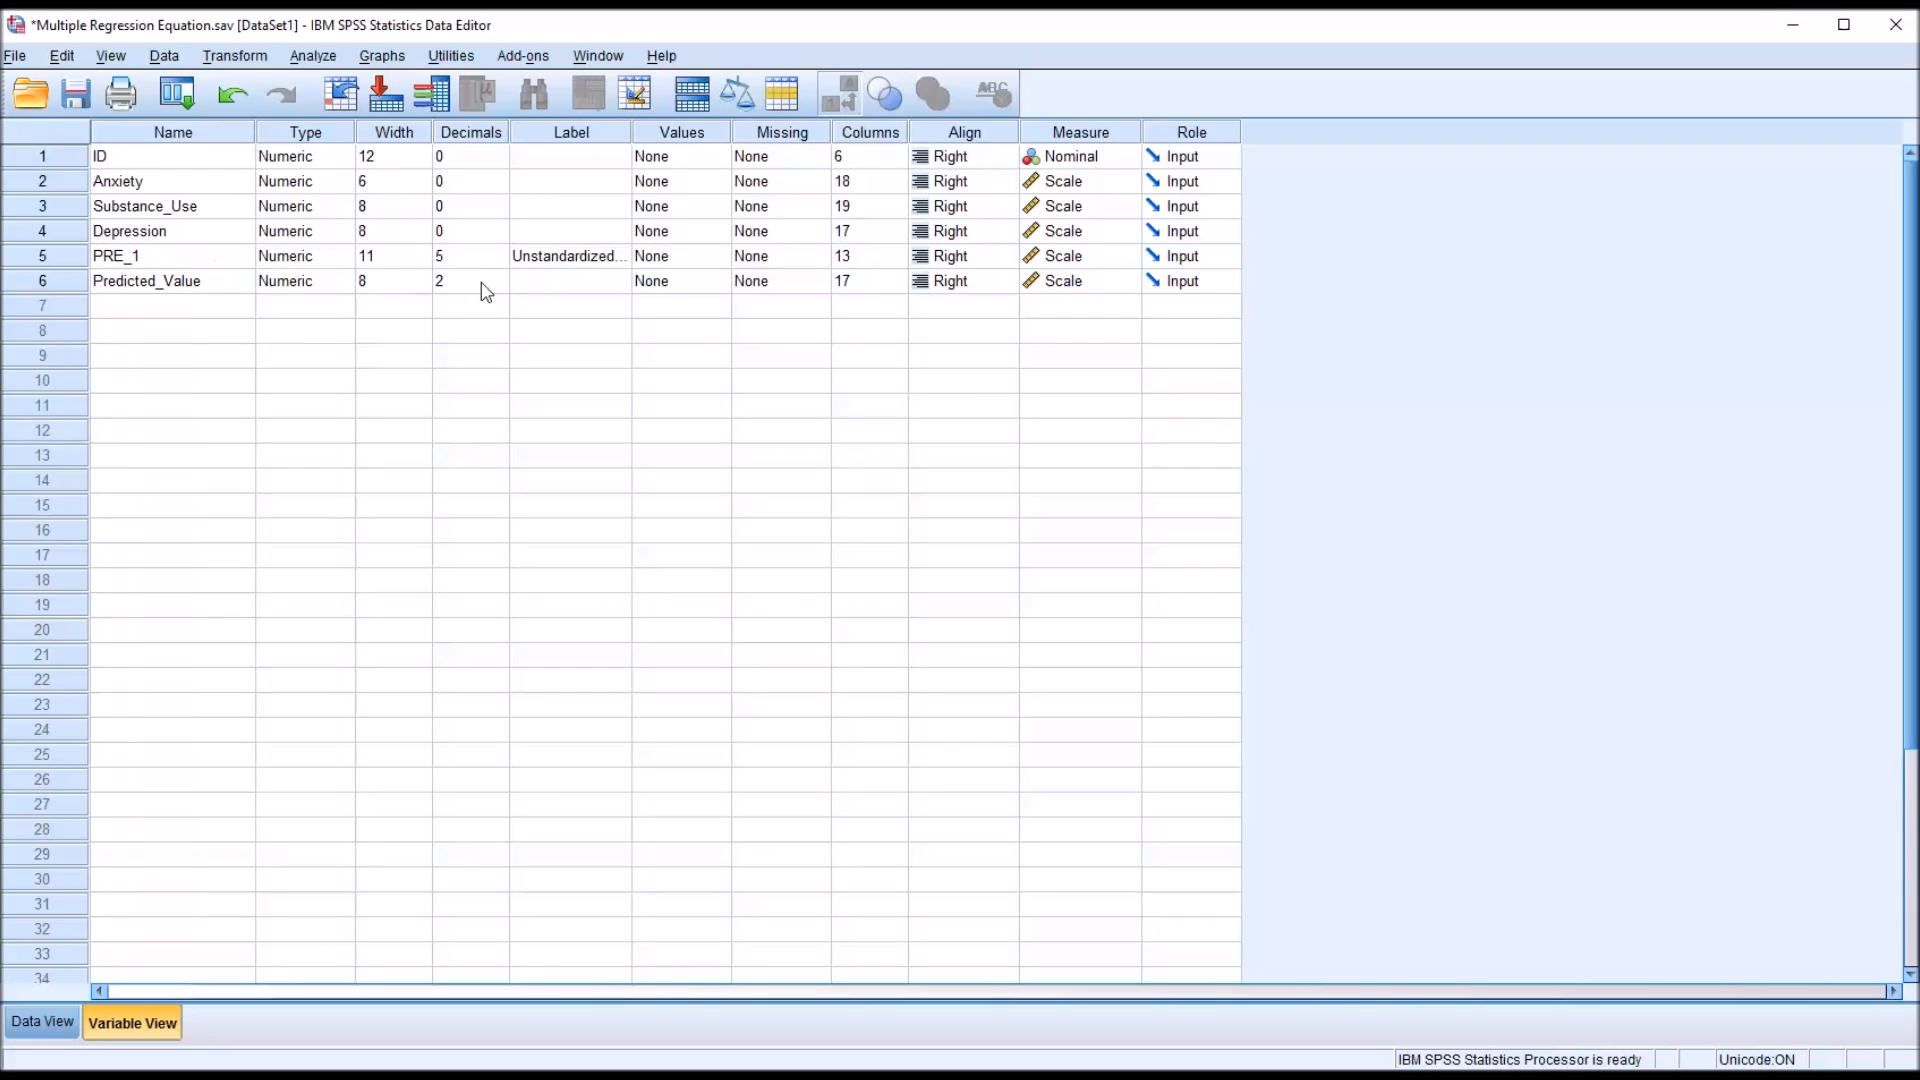 *Multiple Regression Equation.sav [DataSet1] - IBM SPSS Statistics Data Editor
File Edit View Data Transform Analyze Graphs Utilities Add-ons Window Help
Name Type Width Decimals Label Values Missing Columns Align Measure Role
1 ID Numeric 12 0 None None 6 Right Nominal Input
2 Anxiety Numeric 6 0 None None 18 Right Scale Input
3 Substance_Use Numeric 8 0 None None 19 Right Scale Input
4 Depression Numeric 8 0 None None 17 Right Scale Input
5 PRE_1 Numeric 11 5 Unstandardized... None None 13 Right Scale Input
6 Predicted_Value Numeric 8 2 None None 17 Right Scale Input
7
8
9
10
11
12
13
14
15
16
17
18
19
20
21
22
23
24
25
26
27
28
29
30
31
32
33
34
Data View Variable View
IBM SPSS Statistics Processor is ready Unicode:ON